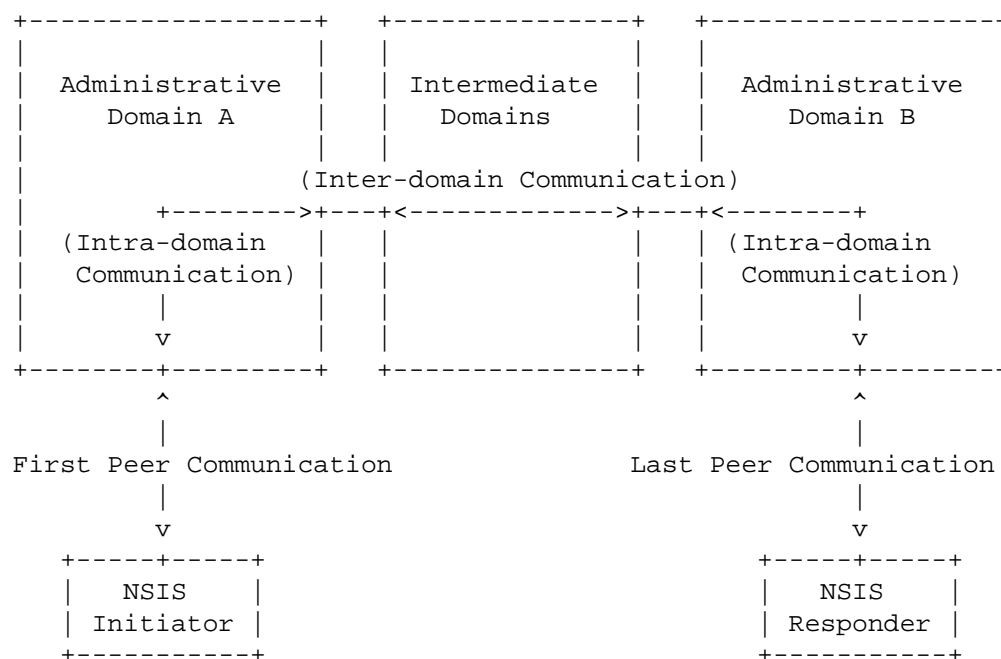 Administrative Intermediate Administrative
Domain A Domains Domain B
(Inter-domain Communication)
(Intra-domain (Intra-domain
Communication) Communication)
First Peer Communication Last Peer Communication
NSIS NSIS
Initiator Responder